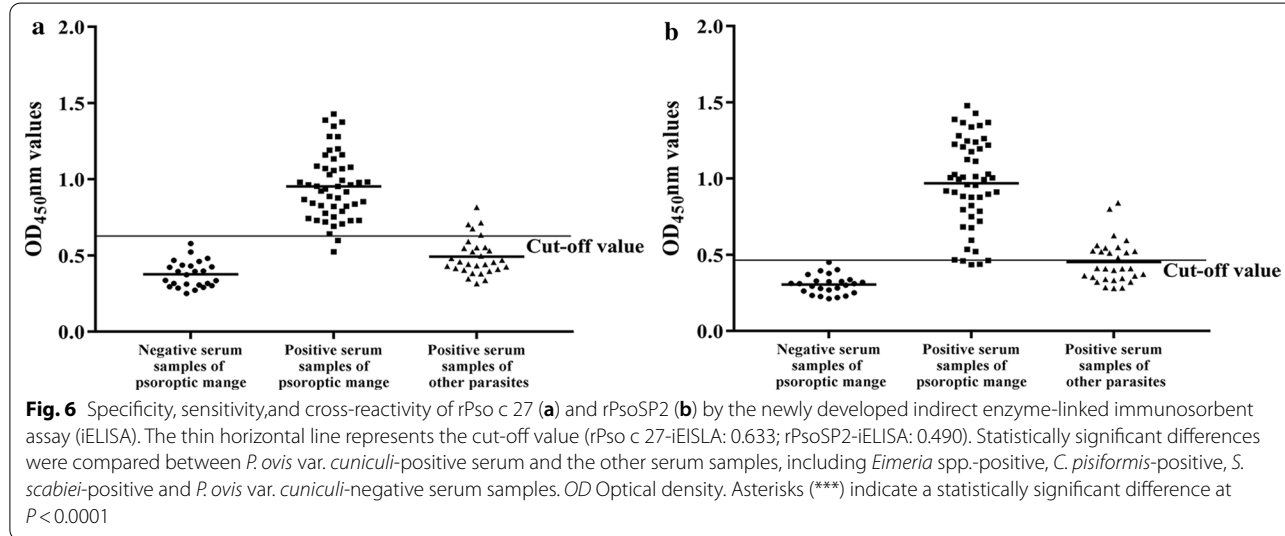 a
2.0
1.5
1.0
0.5
0.0
OD450nm values
Cut-off value
Negative serum
samples of
psoroptic mange
Positive serum
samples of
psoroptic mange
Positive serum
samples of
other parasites
b
2.0
1.5
1.0
0.5
0.0
OD450nm values
Cut-off value
Negative serum
samples of
psoroptic mange
Positive serum
samples of
psoroptic mange
Positive serum
samples of
other parasites
Fig. 6 Specificity, sensitivity,and cross-reactivity of rPso c 27 (a) and rPsoSP2 (b) by the newly developed indirect enzyme-linked immunosorbent
assay (iELISA). The thin horizontal line represents the cut-off value (rPso c 27-iEISLA: 0.633; rPsoSP2-iELISA: 0.490). Statistically significant differences
were compared between P. ovis var. cuniculi-positive serum and the other serum samples, including Eimeria spp.-positive, C. pisiformis-positive, S.
scabiei-positive and P. ovis var. cuniculi-negative serum samples. OD Optical density. Asterisks (***) indicate a statistically significant difference at
P < 0.0001